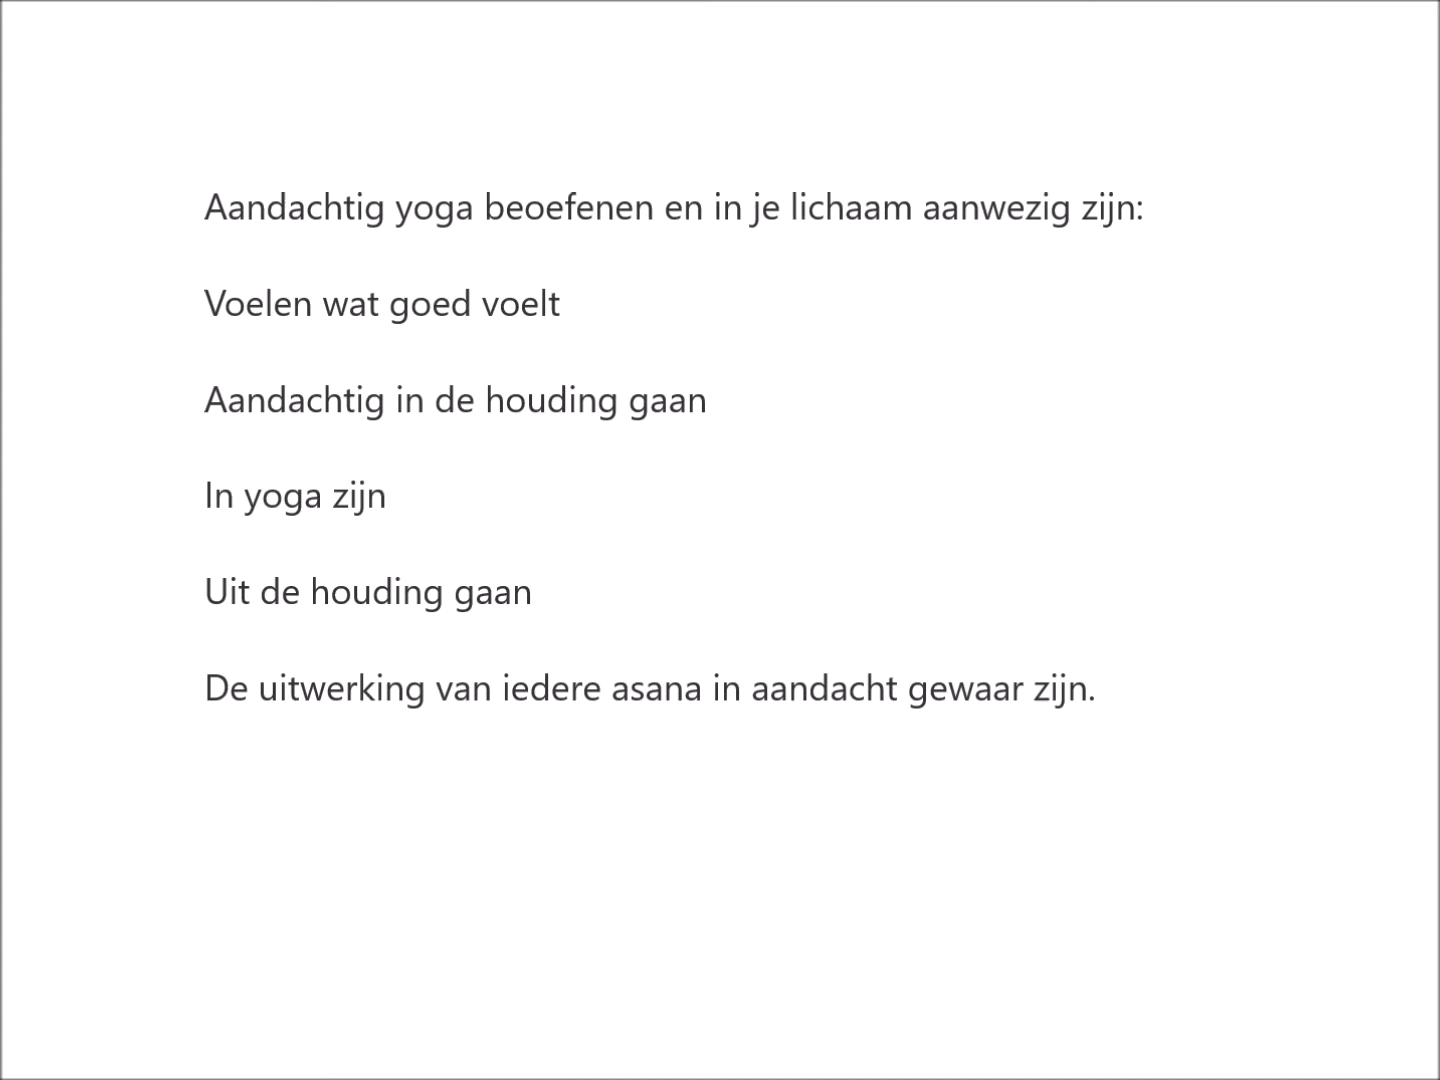 Aandachtig yoga beoefenen en in je lichaam aanwezig zijn:
Voelen wat goed voelt
Aandachtig in de houding gaan
In yoga zijn
Uit de houding gaan
De uitwerking van iedere asana in aandacht gewaar zijn.